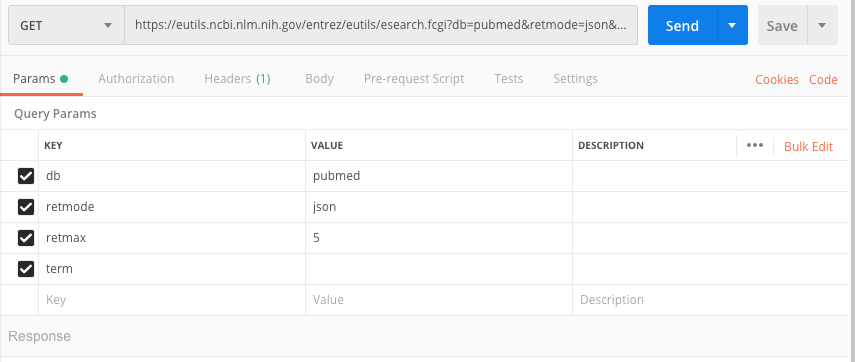 GET https://eutils.ncbi.nlm.nih.gov/entrez/eutils/esearch.fcgi?db=pubmed&retmode=json&... Send Save
Params Authorization Headers (1) Body Pre-request Script Tests Settings Cookies Code
Query Params
KEY VALUE DESCRIPTION ••• Bulk Edit
db pubmed
retmode json
retmax 5
term
Key Value Description
Response